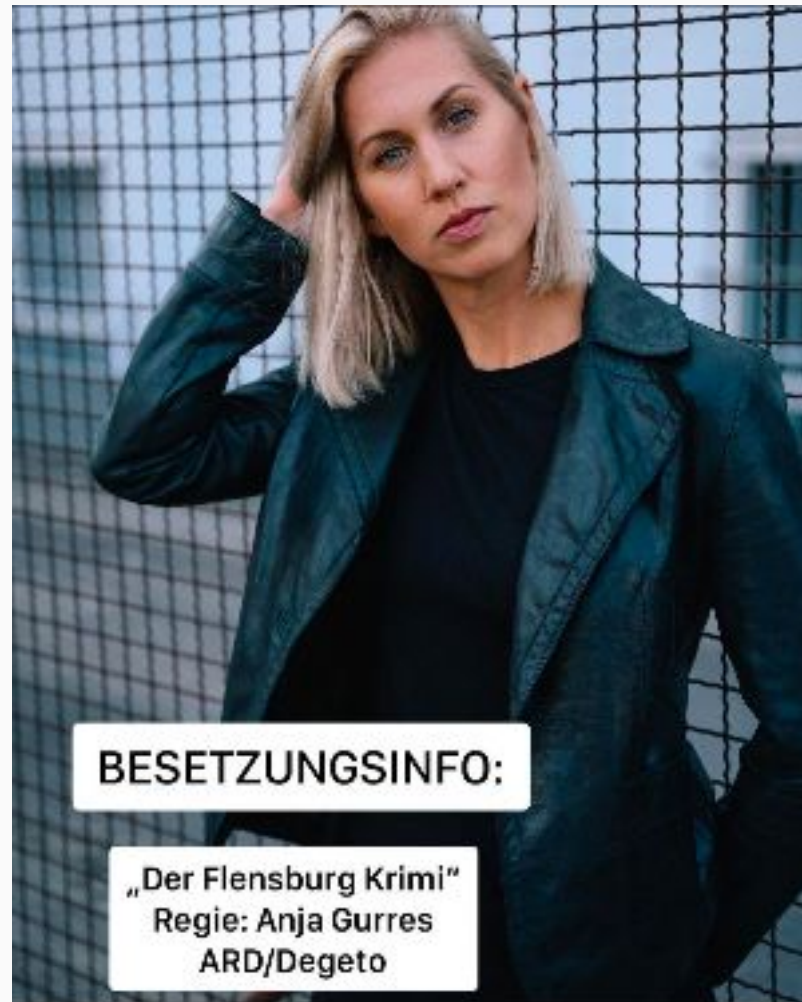 BESETZUNGSINFO:
„Der Flensburg Krimi“
Regie: Anja Gurres
ARD/Degeto